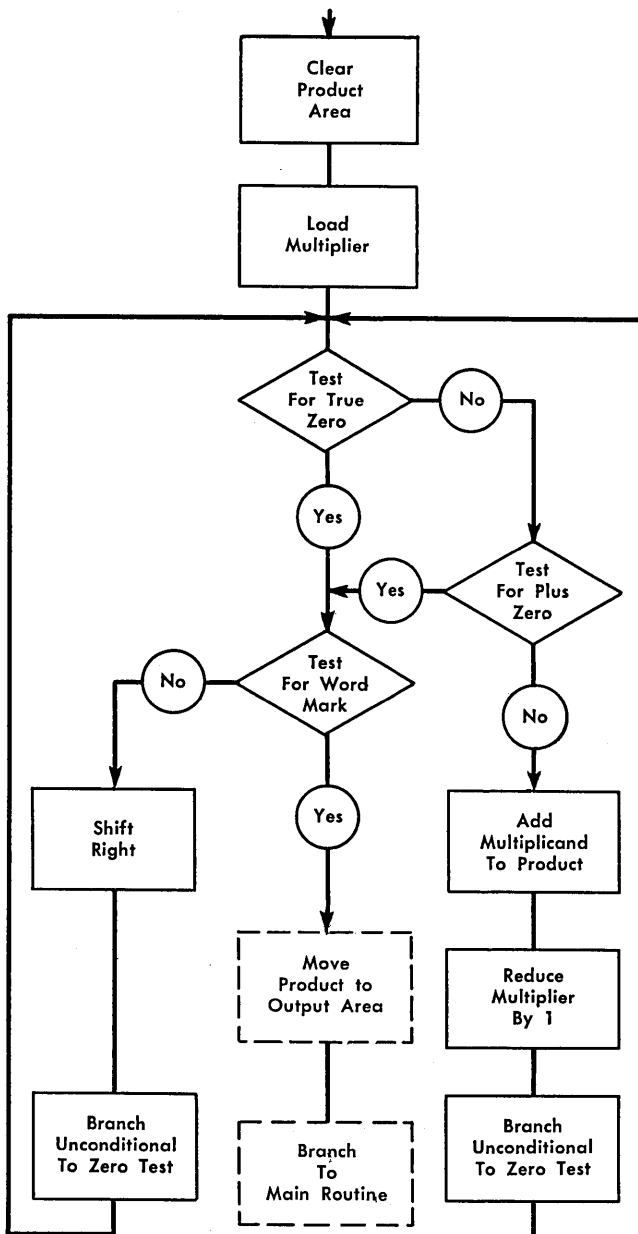 Clear
Product
Area
Load
Multiplier
Test
For True
Zero
No
Yes
Test
For Plus
Zero
Yes
Test
For Word
Mark
No
No
Yes
Shift
Right
Add
Multiplicand
To Product
Move
Product to
Output Area
Reduce
Multiplier
By 1
Branch
Unconditional
To Zero Test
Branch
To
Main Routine
Branch
Unconditional
To Zero Test